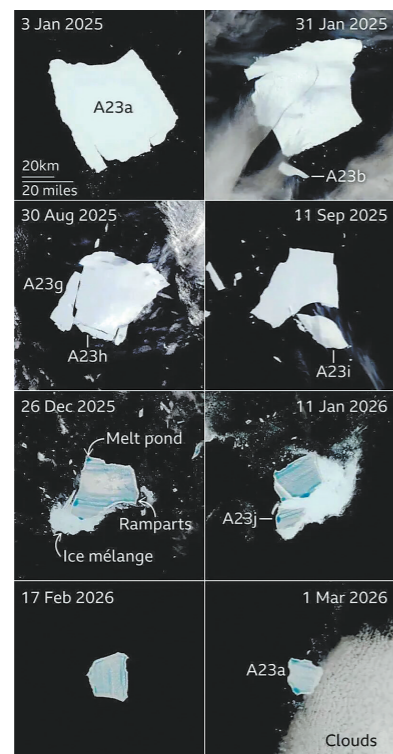 3 Jan 2025
A23a
20km
20 miles
31 Jan 2025
A23b
30 Aug 2025
A23g
A23h
11 Sep 2025
A23i
26 Dec 2025
Melt pond
Ramparts
Ice mélange
11 Jan 2026
A23j
17 Feb 2026
1 Mar 2026
A23a
Clouds